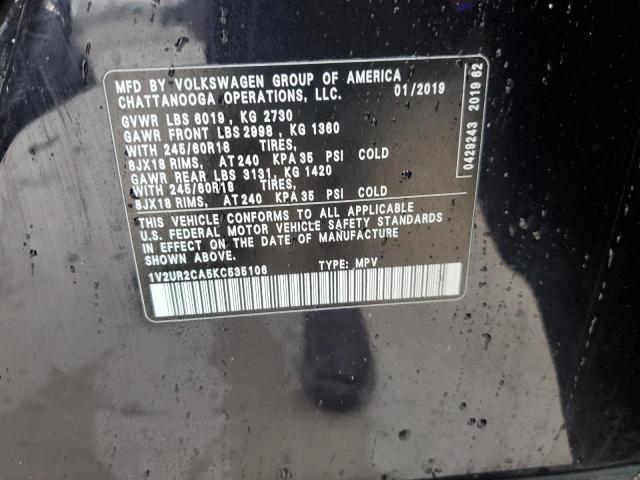 MFD BY VOLKSWAGEN GROUP OF AMERICA
CHATTANOOGA OPERATIONS, LLC. 01/2019
GVWR LBS 6019 , KG 2730
GAWR FRONT LBS 2998 , KG 1360
WITH 245/60R18 TIRES,
8JX18 RIMS, AT 240 KPA 35 PSI COLD
GAWR REAR LBS 3131, KG 1420
WITH 245/60R18 TIRES,
8JX18 RIMS, AT 240 KPA 35 PSI COLD
THIS VEHICLE CONFORMS TO ALL APPLICABLE
U.S. FEDERAL MOTOR VEHICLE SAFETY STANDARDS
IN EFFECT ON THE DATE OF MANUFACTURE
SHOWN ABOVE.
1V2UR2CA5KC535106 TYPE: MPV
0429243 2019 62